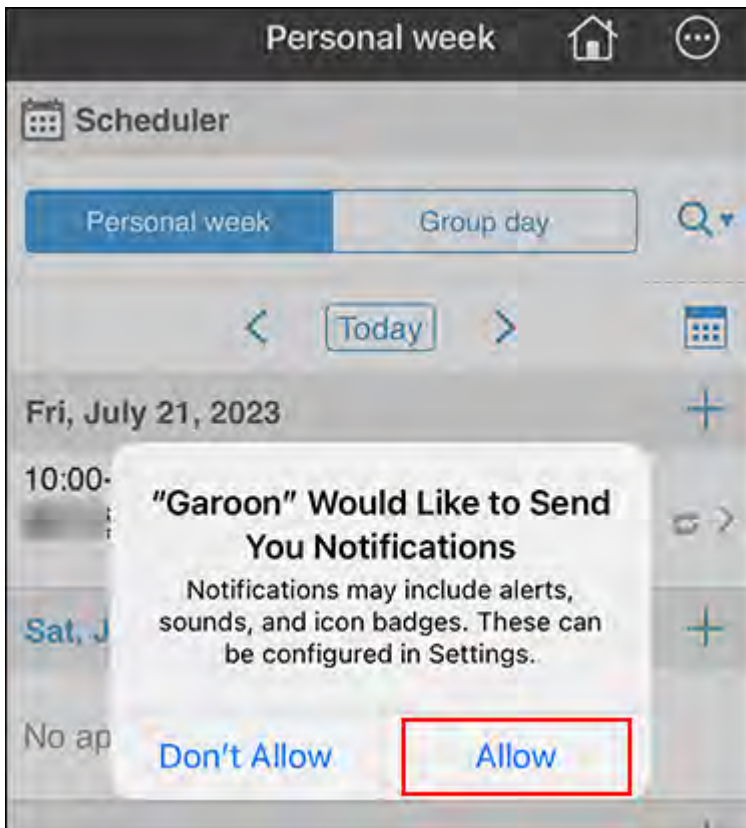 Personal week
Scheduler
Personal week
Group day
Today
Fri, July 21, 2023
10:00-
"Garoon" Would Like to Send
You Notifications
Notifications may include alerts,
sounds, and icon badges. These can
be configured in Settings.
Sat, J
No ap
Don't Allow
Allow